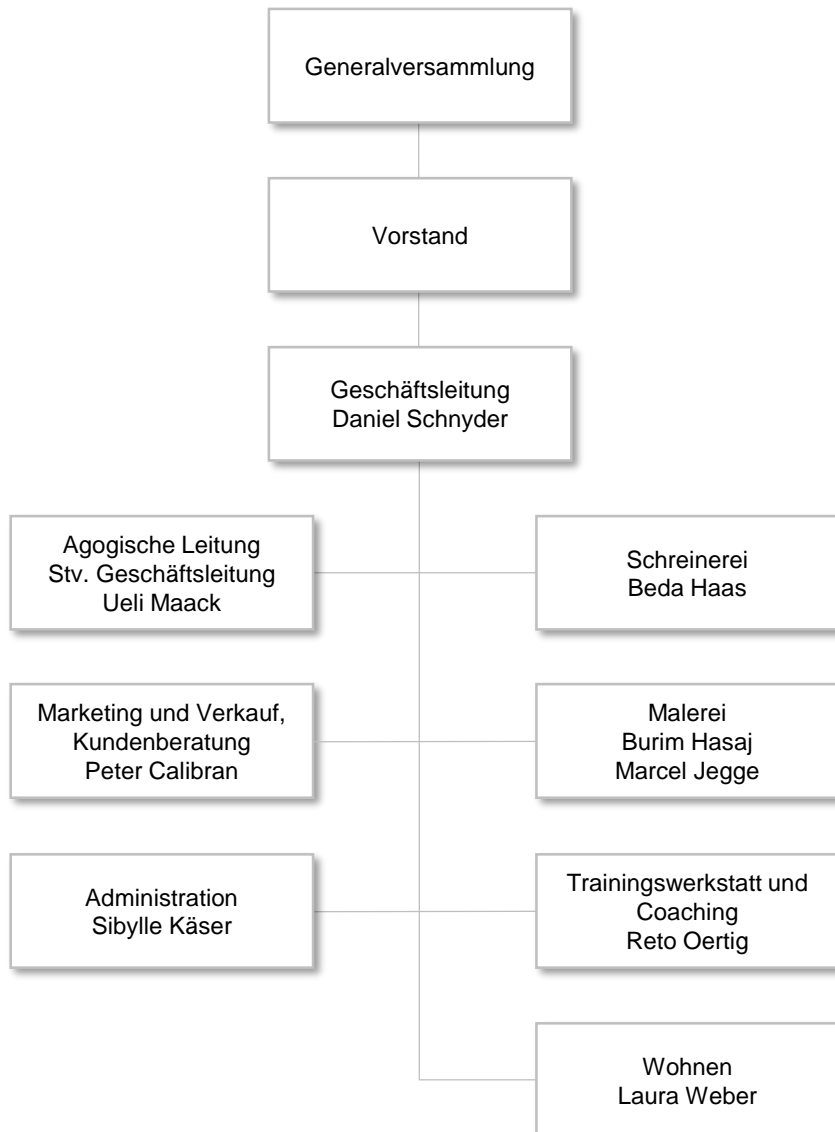 Generalversammlung
Vorstand
Geschäftsleitung
Daniel Schnyder
Agogische Leitung
Stv. Geschäftsleitung
Ueli Maack
Schreinerei
Beda Haas
Marketing und Verkauf,
Kundenberatung
Peter Calibran
Malerei
Burim Hasaj
Marcel Jegge
Administration
Sibylle Käser
Trainingswerkstatt und
Coaching
Reto Oertig
Wohnen
Laura Weber